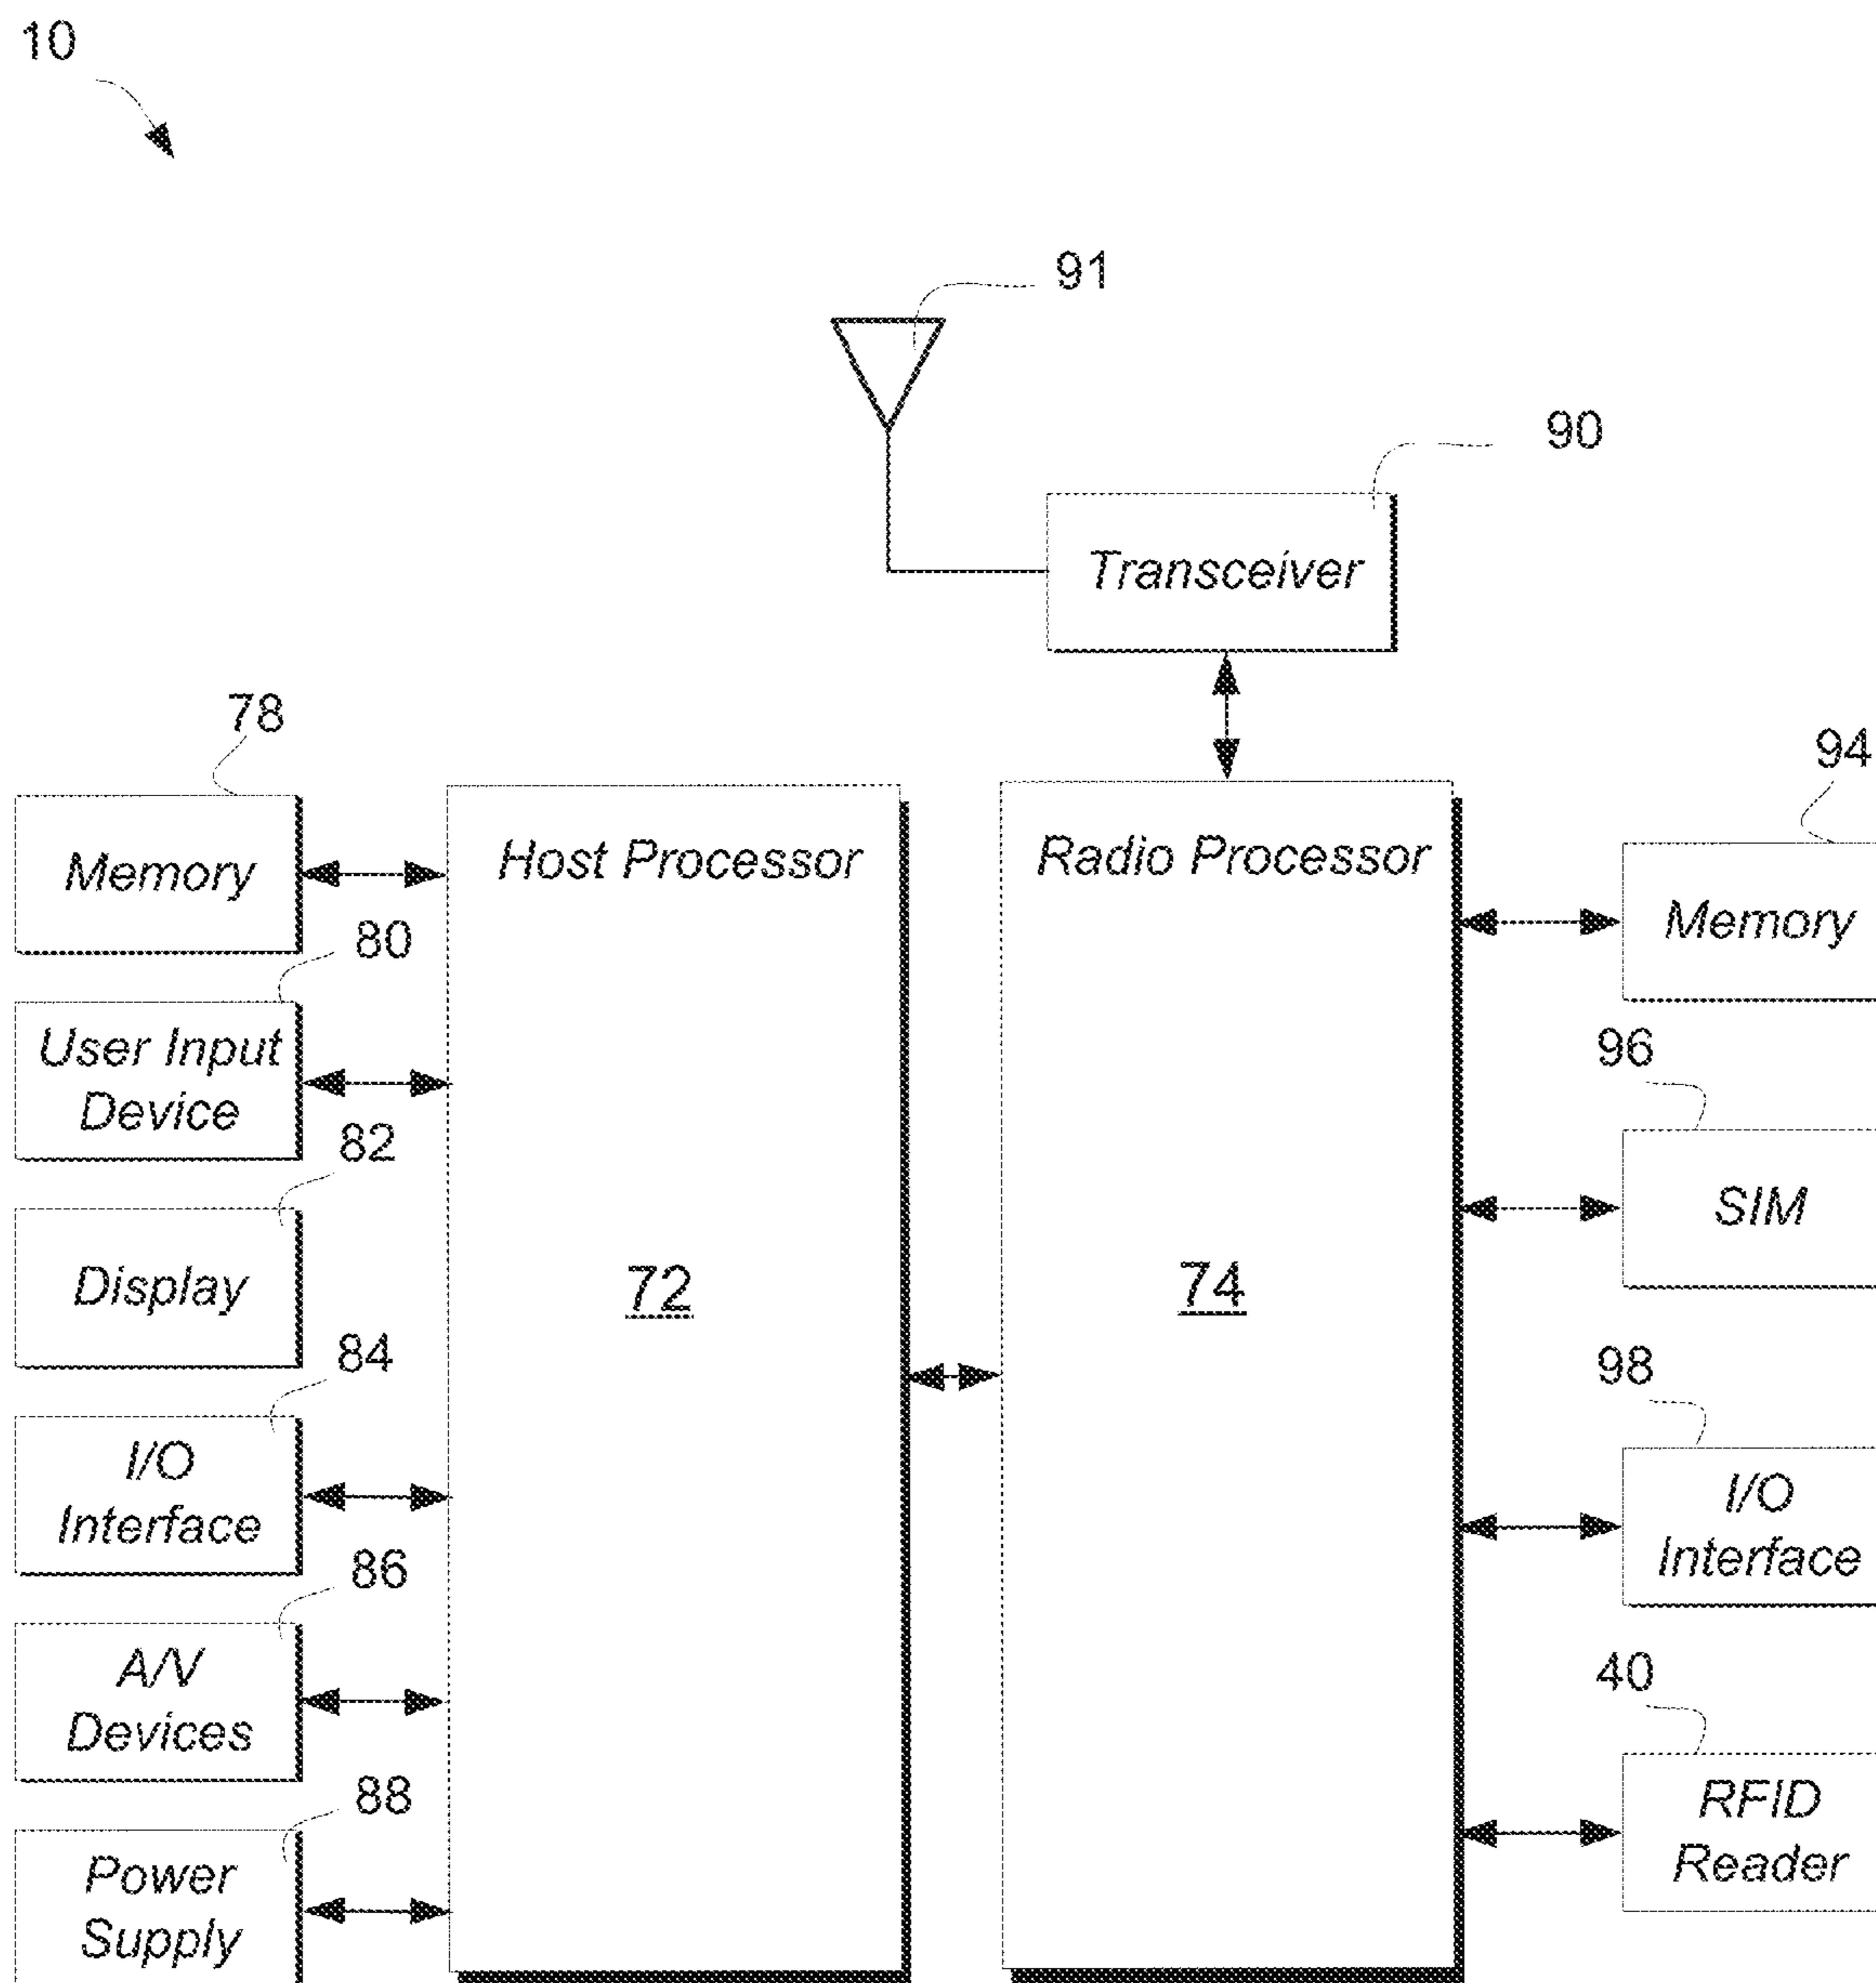 10
91
90
Transceiver
78
94
Memory
Host Processor
Radio Processor
Memory
80
User Input
Device
96
82
SIM
Display
72
74
84
98
I/O
Interface
I/O
Interface
86
A/V
Devices
40
88
RFID
Reader
Power
Supply